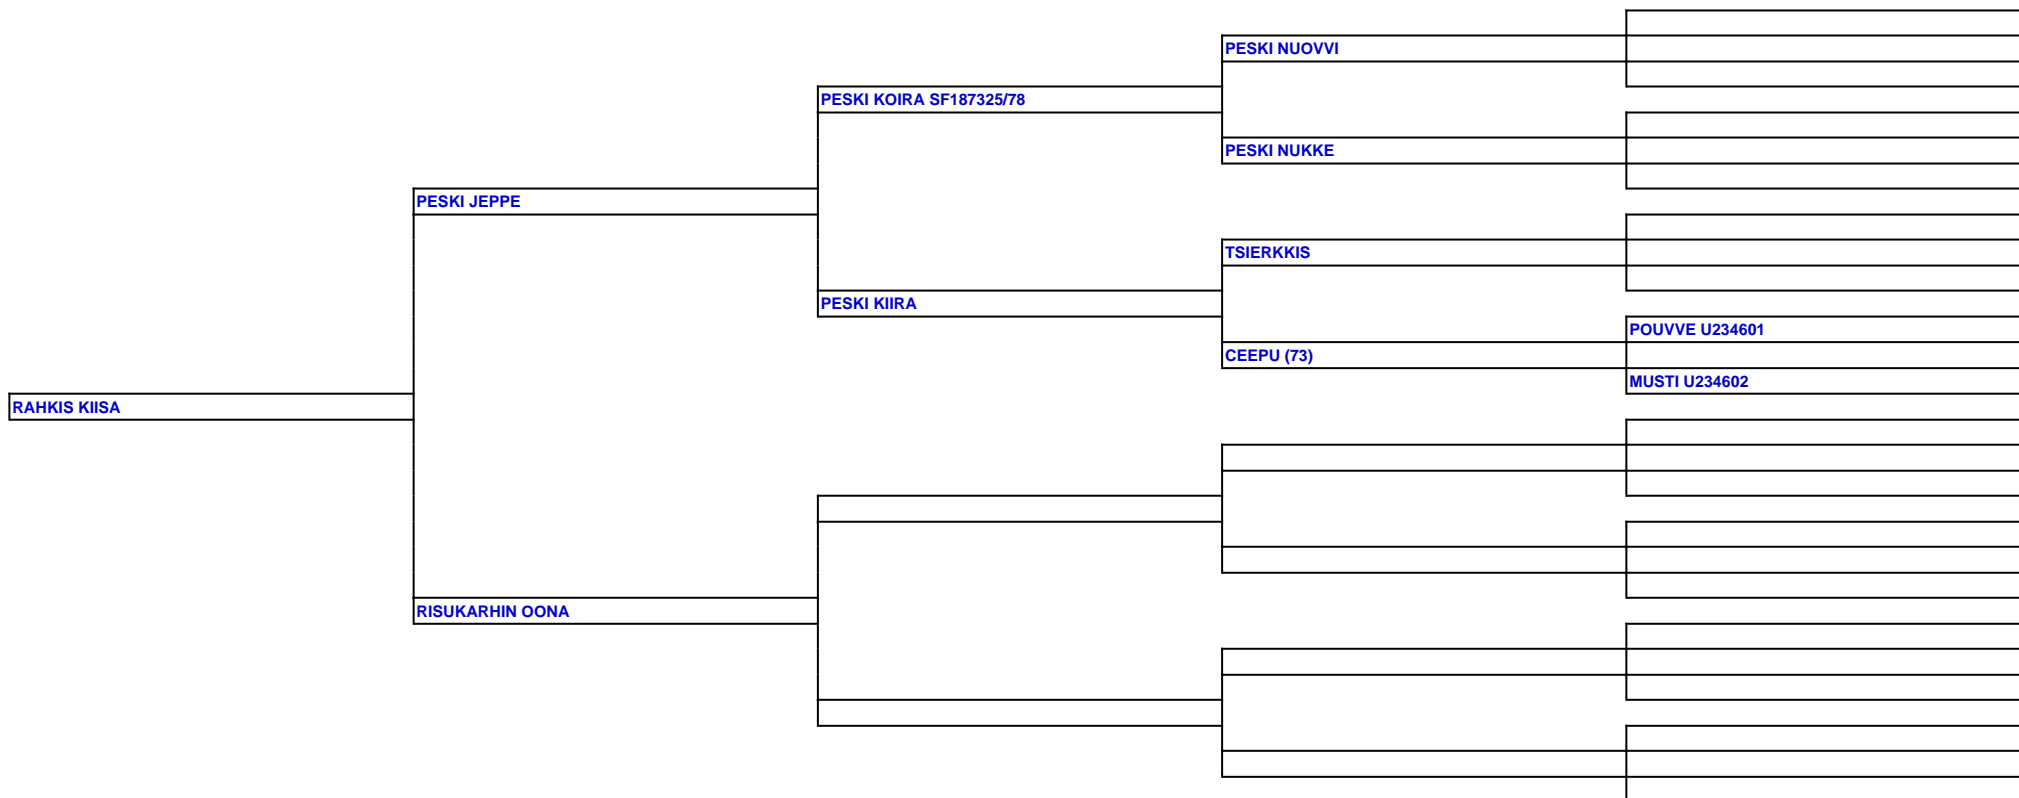 PESKI NUOVVI
PESKI KOIRA SF187325/78
PESKI NUKKE
PESKI JEPPE
TSIERKKIS
PESKI KIIRA
POUVVE U234601
CEEPU (73)
MUSTI U234602
RAHKIS KIISA
RISUKARHIN OONA